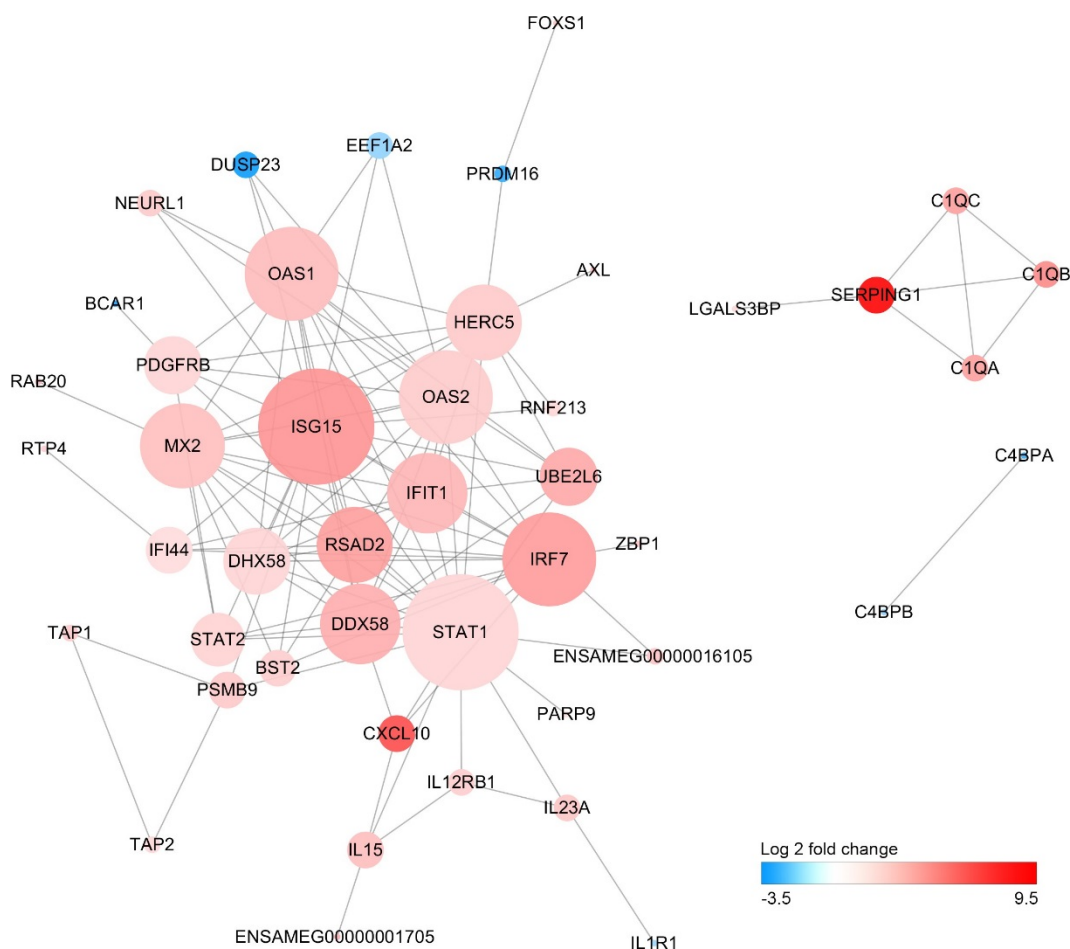 FOXS1
EEF1A2
DUSP23
PRDM16
NEURL1
C1QC
OAS1
AXL
C1QB
SERPING1
BCAR1
LGALS3BP
HERC5
PDGFRB
C1QA
RAB20
OAS2
RNF213
ISG15
MX2
RTP4
C4BPA
UBE2L6
IFIT1
IFI44
RSAD2
ZBP1
DHX58
IRF7
C4BPB
DDX58
STAT1
TAP1
STAT2
ENSAMEG00000016105
BST2
PSMB9
PARP9
CXCL10
IL12RB1
IL23A
TAP2
IL15
Log 2 fold change
-3.5
9.5
ENSAMEG00000001705
IL1R1